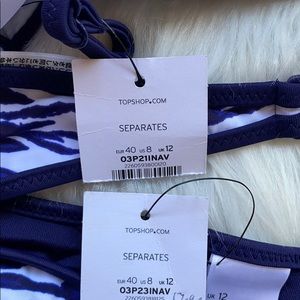 TOPSHOP.COM
SEPARATES
EUR 40 US 8 UK 12
03P21INAV
2260593800120
TOPSHOP.COM
SEPARATES
EUR 40 US 8 UK 12
03P23INAV